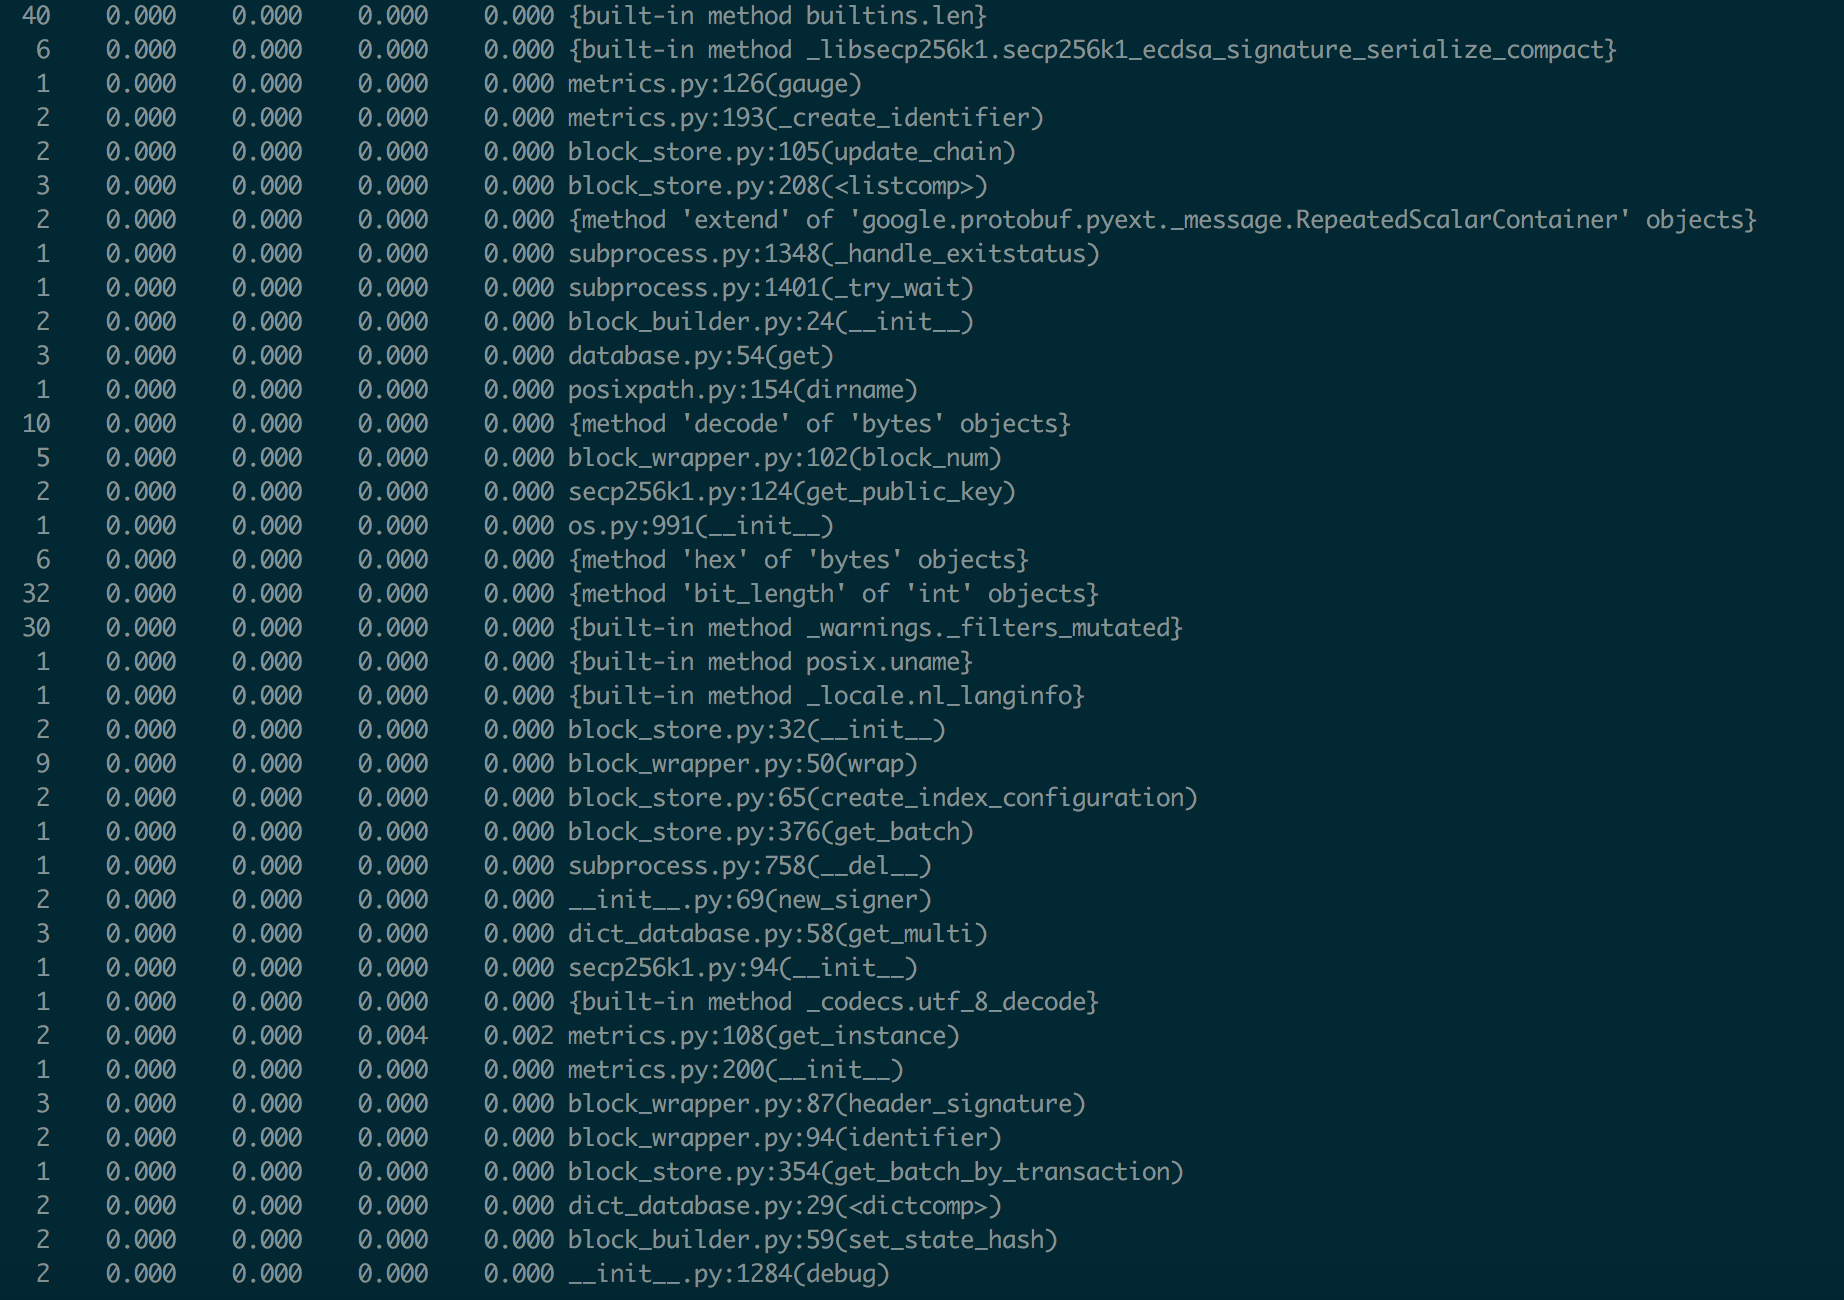 40 0.000 0.000 0.000 0.000 {built-in method builtins.len}
6 0.000 0.000 0.000 0.000 {built-in method _libsecp256k1.secp256k1_ecdsa_signature_serialize_compact}
1 0.000 0.000 0.000 0.000 metrics.py:126(gauge)
2 0.000 0.000 0.000 0.000 metrics.py:193(_create_identifier)
2 0.000 0.000 0.000 0.000 block_store.py:105(update_chain)
3 0.000 0.000 0.000 0.000 block_store.py:208(<listcomp>)
2 0.000 0.000 0.000 0.000 {method 'extend' of 'google.protobuf.pyext._message.RepeatedScalarContainer' objects}
1 0.000 0.000 0.000 0.000 subprocess.py:1348(_handle_exitstatus)
1 0.000 0.000 0.000 0.000 subprocess.py:1401(_try_wait)
2 0.000 0.000 0.000 0.000 block_builder.py:24(__init__)
3 0.000 0.000 0.000 0.000 database.py:54(get)
1 0.000 0.000 0.000 0.000 posixpath.py:154(dirname)
10 0.000 0.000 0.000 0.000 {method 'decode' of 'bytes' objects}
5 0.000 0.000 0.000 0.000 block_wrapper.py:102(block_num)
2 0.000 0.000 0.000 0.000 secp256k1.py:124(get_public_key)
1 0.000 0.000 0.000 0.000 os.py:991(__init__)
6 0.000 0.000 0.000 0.000 {method 'hex' of 'bytes' objects}
32 0.000 0.000 0.000 0.000 {method 'bit_length' of 'int' objects}
30 0.000 0.000 0.000 0.000 {built-in method _warnings._filters_mutated}
1 0.000 0.000 0.000 0.000 {built-in method posix.uname}
1 0.000 0.000 0.000 0.000 {built-in method _locale.nl_langinfo}
2 0.000 0.000 0.000 0.000 block_store.py:32(__init__)
9 0.000 0.000 0.000 0.000 block_wrapper.py:50(wrap)
2 0.000 0.000 0.000 0.000 block_store.py:65(create_index_configuration)
1 0.000 0.000 0.000 0.000 block_store.py:376(get_batch)
1 0.000 0.000 0.000 0.000 subprocess.py:758(__del__)
2 0.000 0.000 0.000 0.000 __init__.py:69(new_signer)
3 0.000 0.000 0.000 0.000 dict_database.py:58(get_multi)
1 0.000 0.000 0.000 0.000 secp256k1.py:94(__init__)
1 0.000 0.000 0.000 0.000 {built-in method _codecs.utf_8_decode}
2 0.000 0.000 0.004 0.002 metrics.py:108(get_instance)
1 0.000 0.000 0.000 0.000 metrics.py:200(__init__)
3 0.000 0.000 0.000 0.000 block_wrapper.py:87(header_signature)
2 0.000 0.000 0.000 0.000 block_wrapper.py:94(identifier)
1 0.000 0.000 0.000 0.000 block_store.py:354(get_batch_by_transaction)
2 0.000 0.000 0.000 0.000 dict_database.py:29(<dictcomp>)
2 0.000 0.000 0.000 0.000 block_builder.py:59(set_state_hash)
2 0.000 0.000 0.000 0.000 __init__.py:1284(debug)